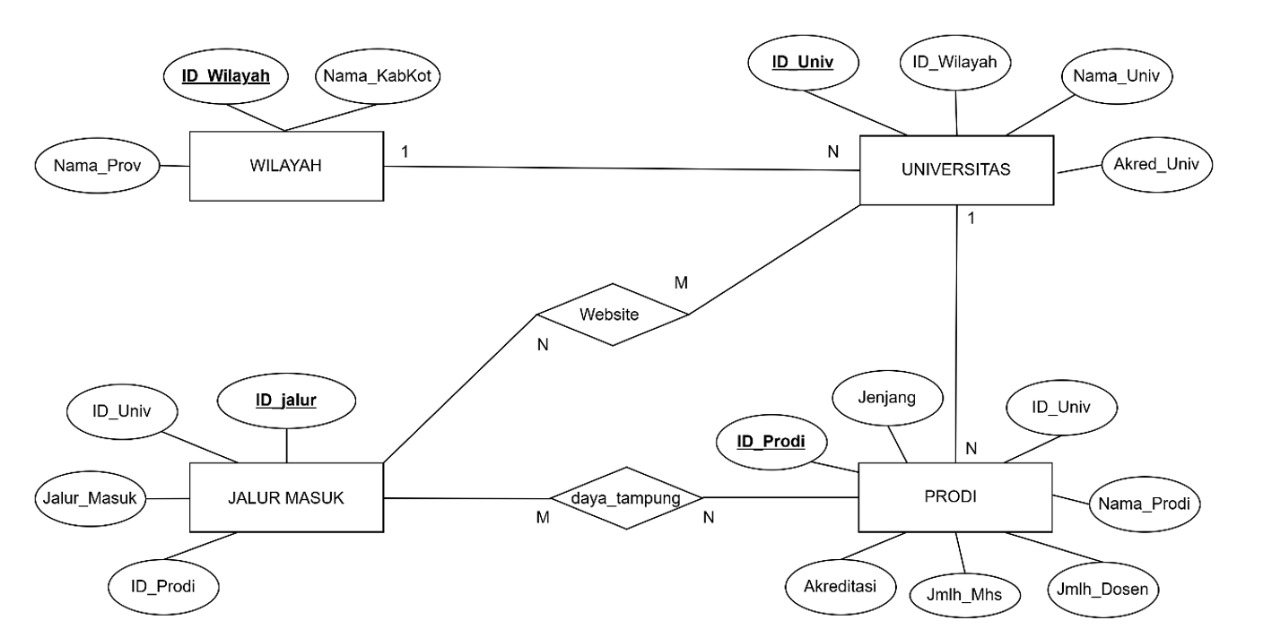 ID_Wilayah
Nama_KabKot
Nama_Prov
WILAYAH
1
N
ID_Univ
ID_Wilayah
Nama_Univ
UNIVERSITAS
Akred_Univ
1
M
Website
N
ID_Univ
ID_jalur
Jalur_Masuk
JALUR MASUK
ID_Prodi
M
daya_tampung
N
ID_Prodi
Jenjang
N
ID_Univ
PRODI
Nama_Prodi
Akreditasi
Jmlh_Mhs
Jmlh_Dosen